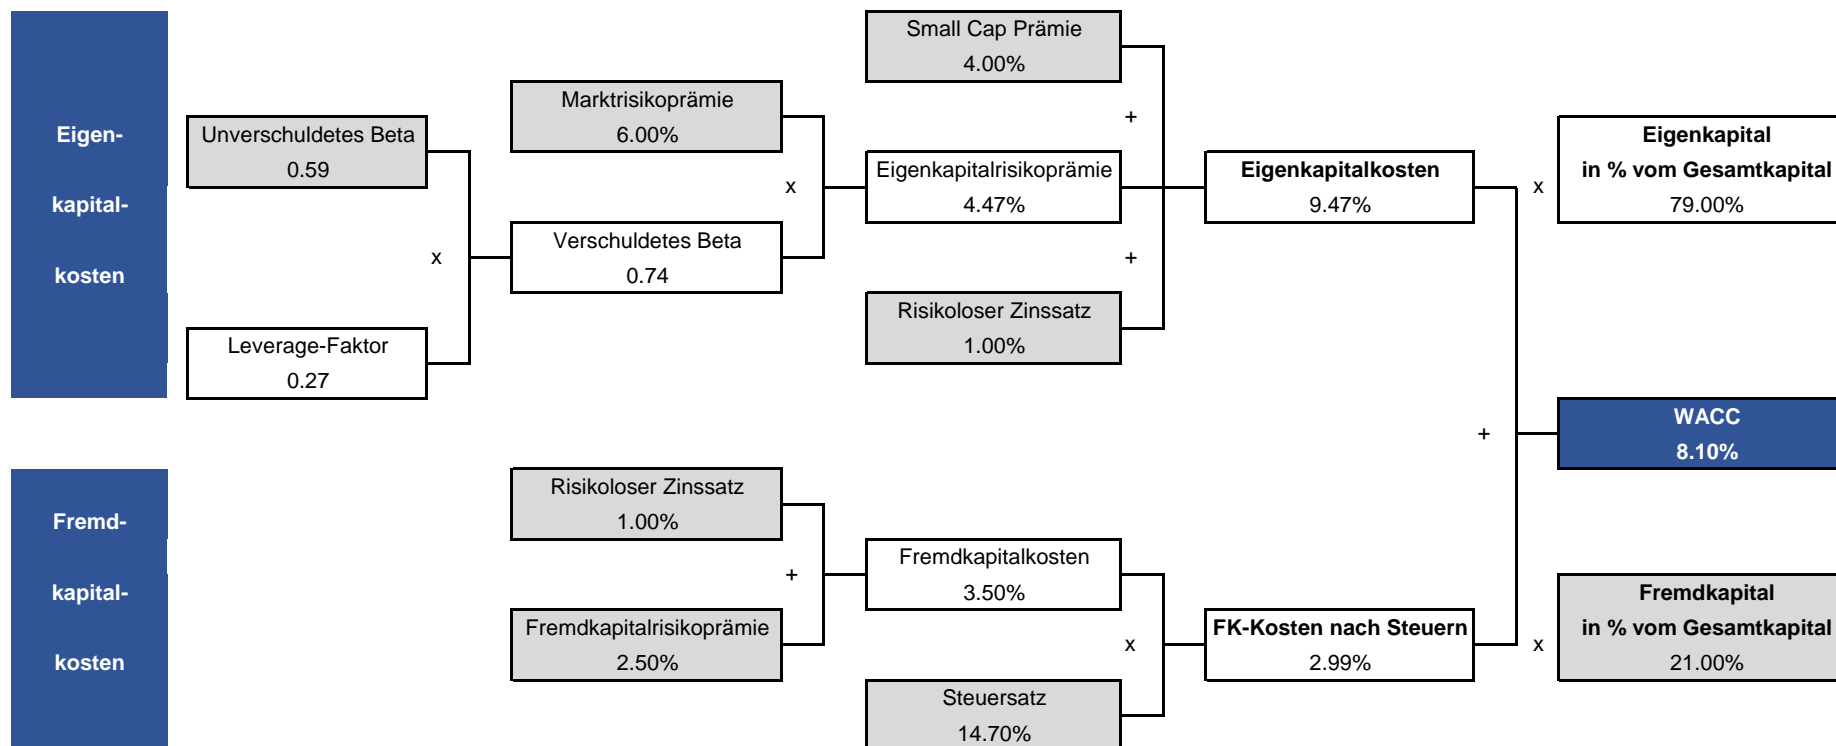 Eigen-
kapital-
kosten
Unverschuldetes Beta
0.59
x
Leverage-Faktor
0.27
Marktrisikoprämie
6.00%
x
Verschuldetes Beta
0.74
Small Cap Prämie
4.00%
+
Eigenkapitalrisikoprämie
4.47%
+
Risikoloser Zinssatz
1.00%
Eigenkapitalkosten
9.47%
x
Eigenkapital
in % vom Gesamtkapital
79.00%
+
WACC
8.10%
Fremd-
kapital-
kosten
Risikoloser Zinssatz
1.00%
+
Fremdkapitalrisikoprämie
2.50%
Fremdkapitalkosten
3.50%
x
Steuersatz
14.70%
FK-Kosten nach Steuern
2.99%
x
Fremdkapital
in % vom Gesamtkapital
21.00%